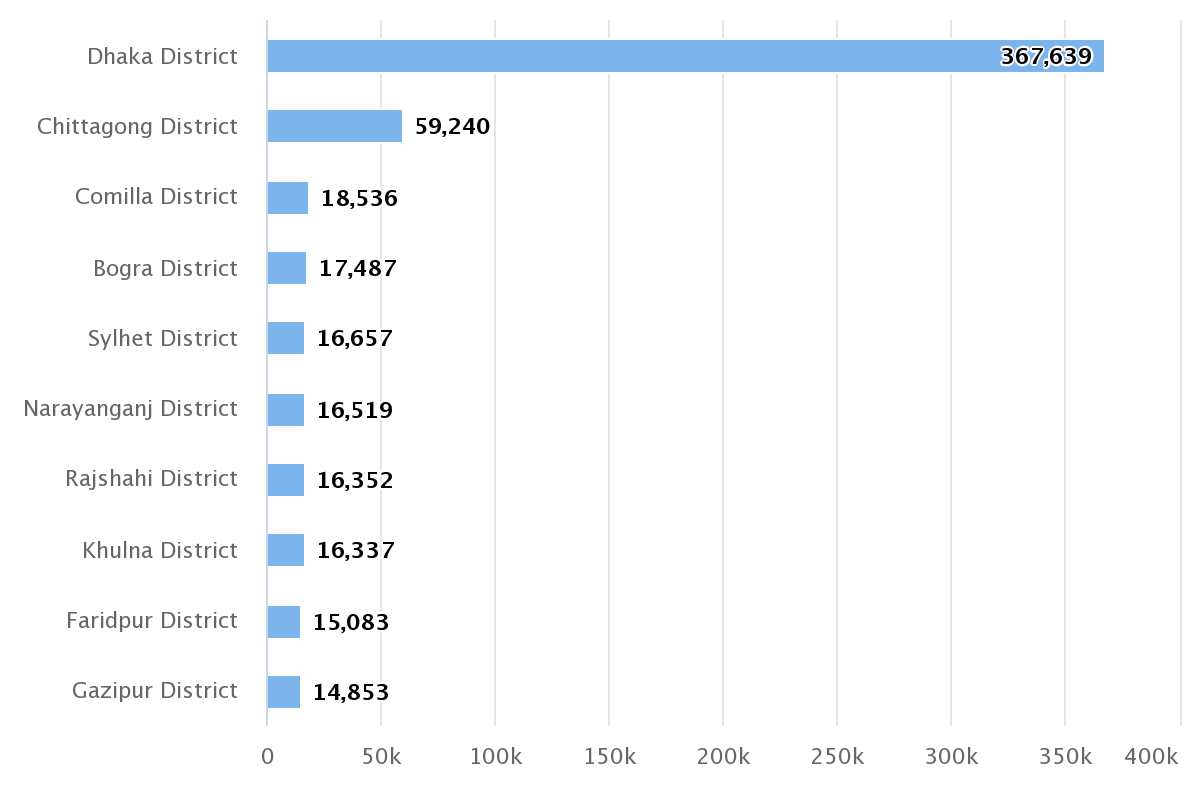 Dhaka District 367,639
Chittagong District 59,240
Comilla District 18,536
Bogra District 17,487
Sylhet District 16,657
Narayanganj District 16,519
Rajshahi District 16,352
Khulna District 16,337
Faridpur District 15,083
Gazipur District 14,853
0 50k 100k 150k 200k 250k 300k 350k 400k